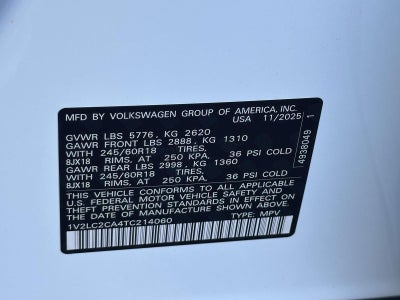 MFD BY VOLKSWAGEN GROUP OF AMERICA, INC.
USA 11/2025
GVWR LBS 5776, KG 2620
GAWR FRONT LBS 2888, KG 1310
WITH 245/60R18 TIRES,
8JX18 RIMS, AT 250 KPA, 36 PSI COLD
GAWR REAR LBS 2998, KG 1360
WITH 245/60R18 TIRES,
8JX18 RIMS, AT 250 KPA, 36 PSI COLD
THIS VEHICLE CONFORMS TO ALL APPLICABLE
U.S. FEDERAL MOTOR VEHICLE SAFETY AND
THEFT PREVENTION STANDARDS IN EFFECT ON
THE DATE OF MANUFACTURE SHOWN ABOVE.
1V2LC2CA4TC214060 TYPE: MPV
4938049 1